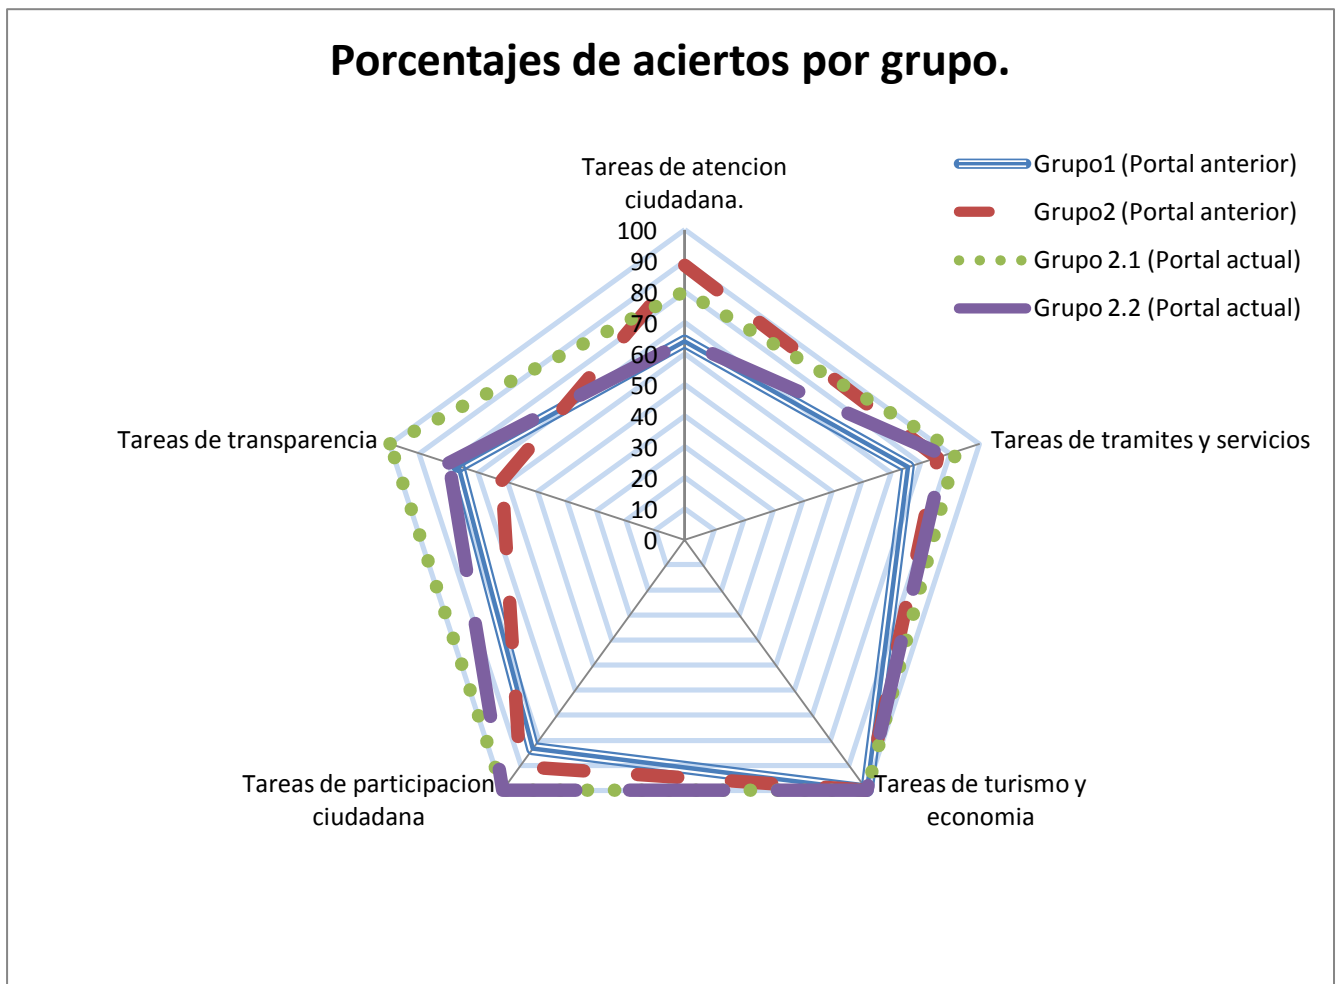 Porcentajes de aciertos por grupo.
Tareas de atencion
ciudadana.
Grupo1 (Portal anterior)
Grupo2 (Portal anterior)
Grupo 2.1 (Portal actual)
Grupo 2.2 (Portal actual)
100
90
80
70
60
50
40
30
20
10
0
Tareas de transparencia
Tareas de tramites y servicios
Tareas de participacion
ciudadana
Tareas de turismo y
economia